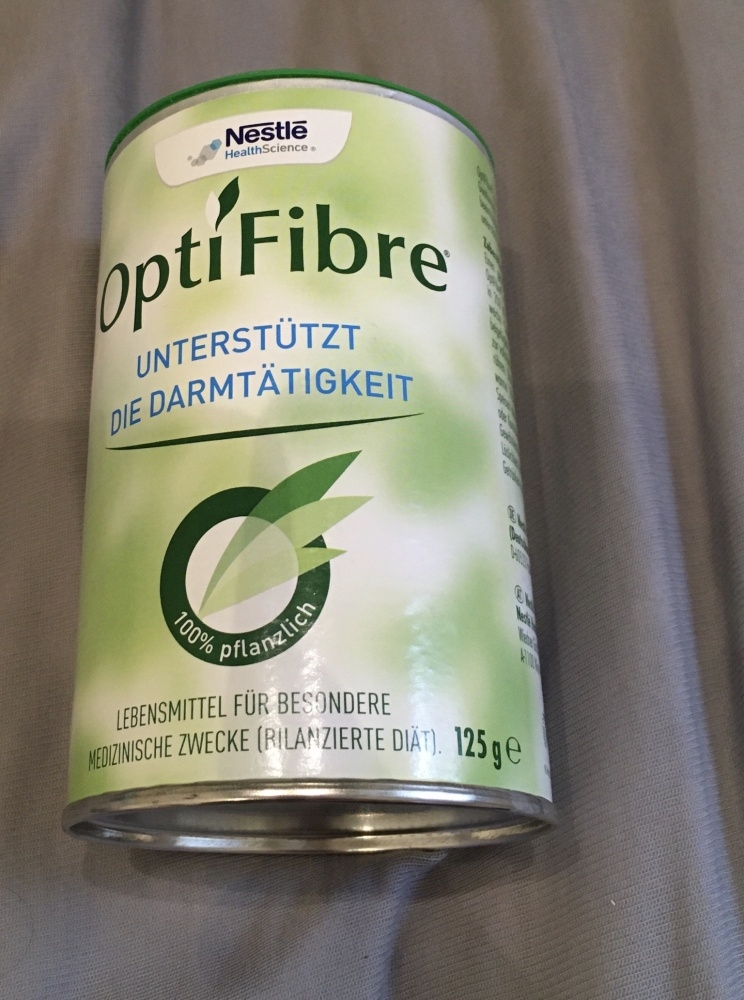 Nestlé
HealthScience®
OptiFibre®
UNTERSTÜTZT
DIE DARMTÄTIGKEIT
100% pflanzlich
LEBENSMITTEL FÜR BESONDERE
MEDIZINISCHE ZWECKE (BILANZIERTE DIÄT). 125 g ℮